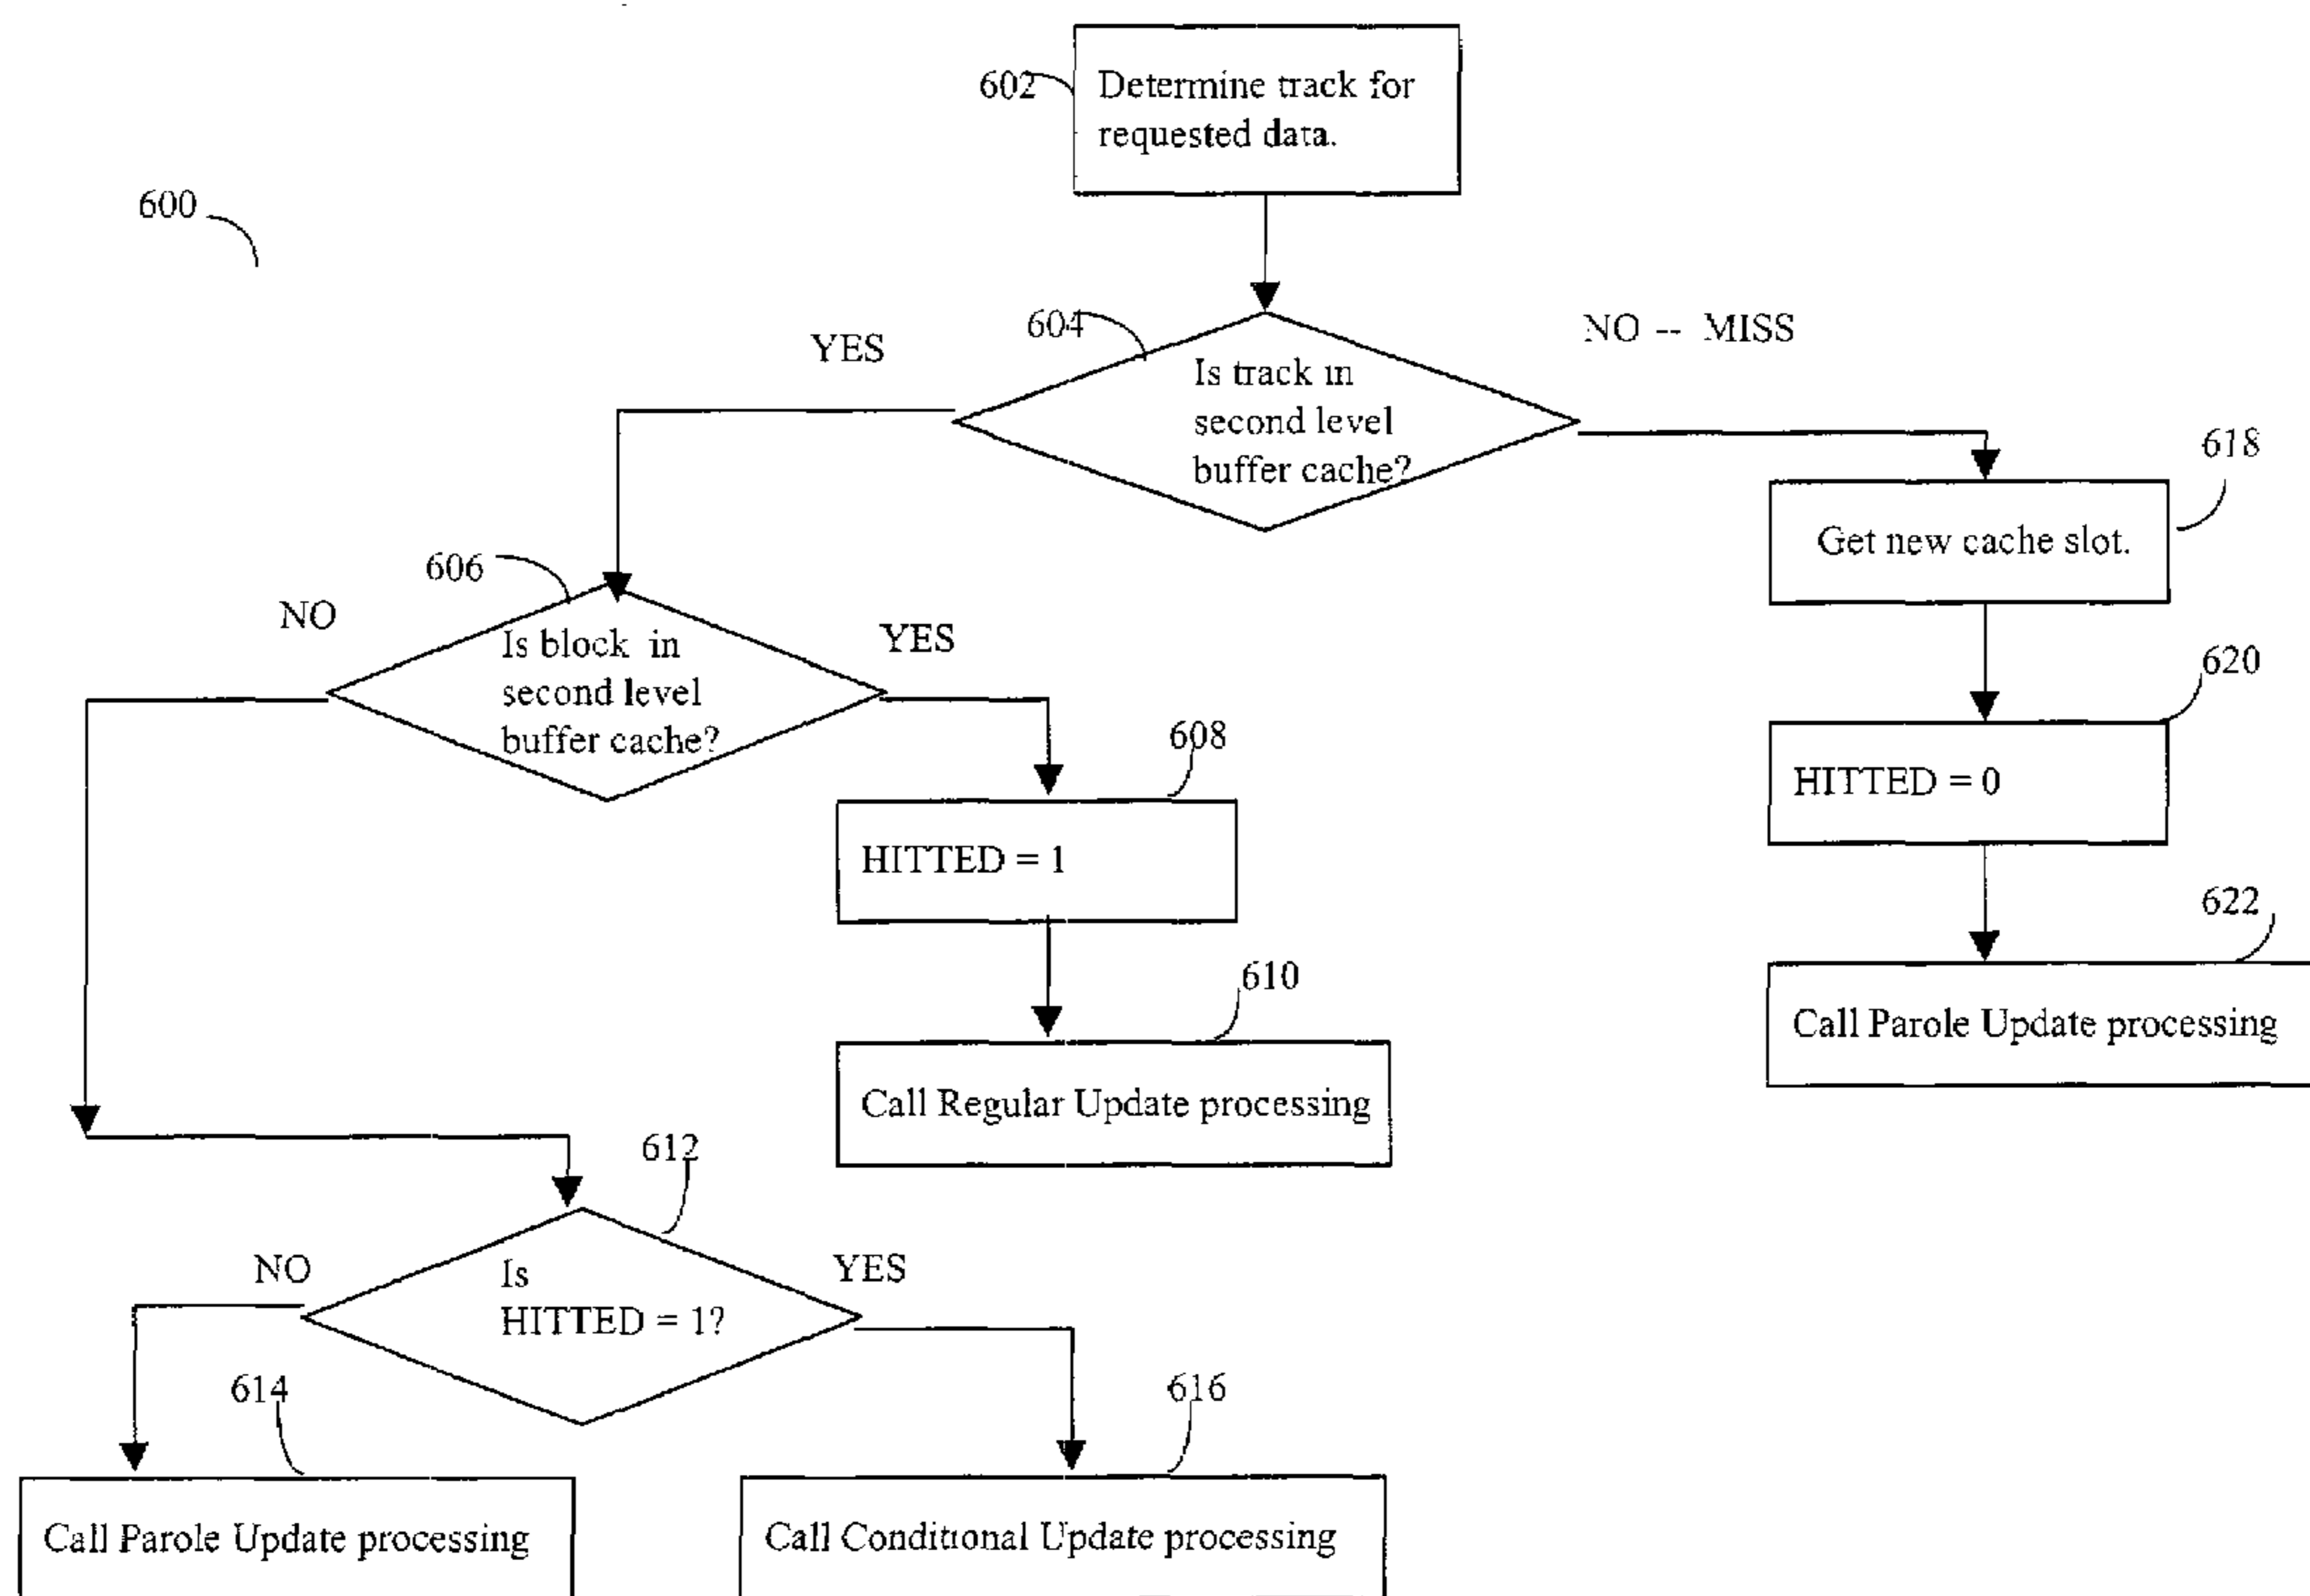 602
Determine track for
requested data.
600
604
YES
NO -- MISS
Is track in
second level
buffer cache?
618
Get new cache slot.
606
NO
YES
Is block in
second level
buffer cache?
620
HITTED = 0
608
HITTED = 1
622
Call Parole Update processing
610
Call Regular Update processing
612
NO
YES
Is
HITTED = 1?
614
616
Call Parole Update processing
Call Conditional Update processing